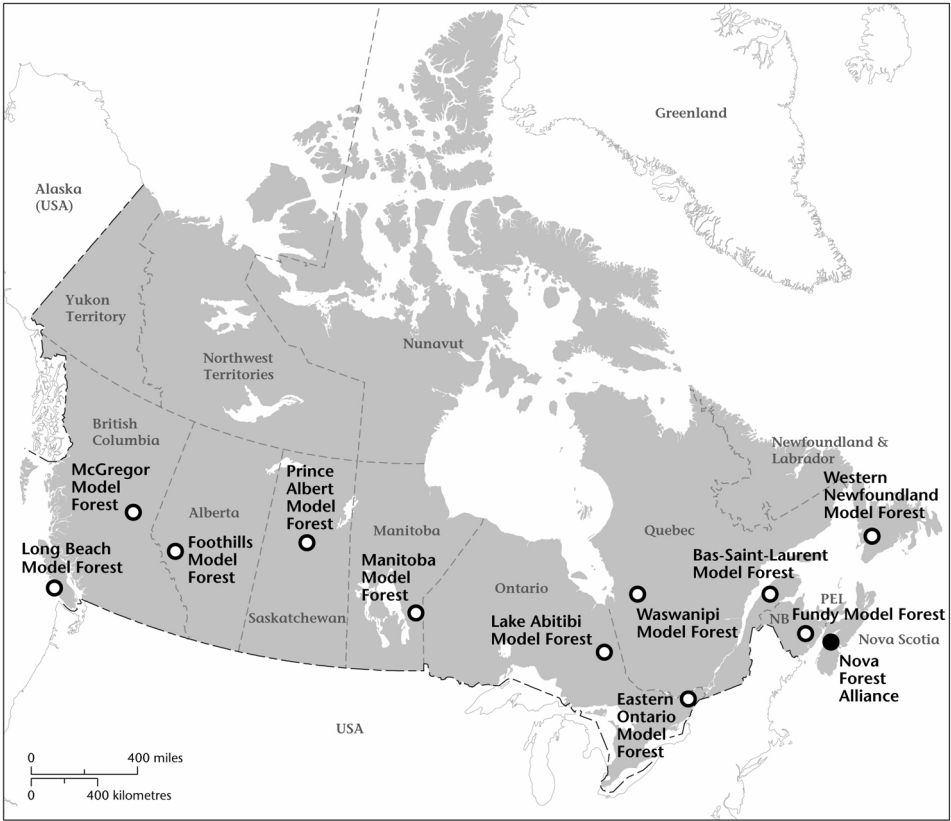 Greenland
Alaska
(USA)
Yukon
Territory
Northwest
Territories
Nunavut
British
Columbia
Newfoundland &
Labrador
McGregor
Model
Forest
Prince
Albert
Model
Forest
Western
Newfoundland
Model Forest
Alberta
Manitoba
Quebec
Long Beach
Model Forest
Foothills
Model
Forest
Manitoba
Model
Forest
Bas-Saint-Laurent
Model Forest
Ontario
PEI
Saskatchewan
Lake Abitibi
Model Forest
Waswanipi
Model Forest
NB
Fundy Model Forest
Nova Scotia
Nova
Forest
Alliance
Eastern
Ontario
Model
Forest
USA
0 400 miles
0 400 kilometres